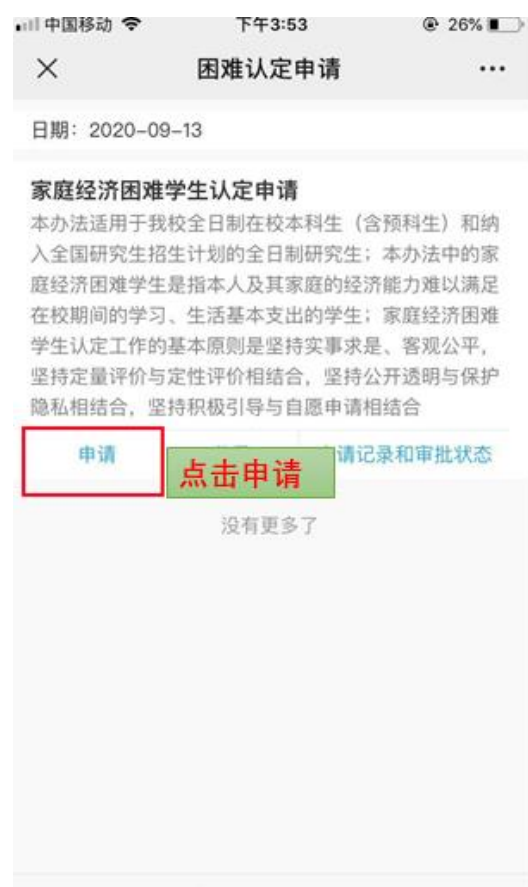 中国移动 下午3:53 26%
困难认定申请
日期：2020-09-13
家庭经济困难学生认定申请
本办法适用于我校全日制在校本科生（含预科生）和纳
入全国研究生招生计划的全日制研究生；本办法中的家
庭经济困难学生是指本人及其家庭的经济能力难以满足
在校期间的学习、生活基本支出的学生；家庭经济困难
学生认定工作的基本原则是坚持实事求是、客观公平，
坚持定量评价与定性评价相结合，坚持公开透明与保护
隐私相结合，坚持积极引导与自愿申请相结合
申请 点击申请 请记录和审批状态
没有更多了